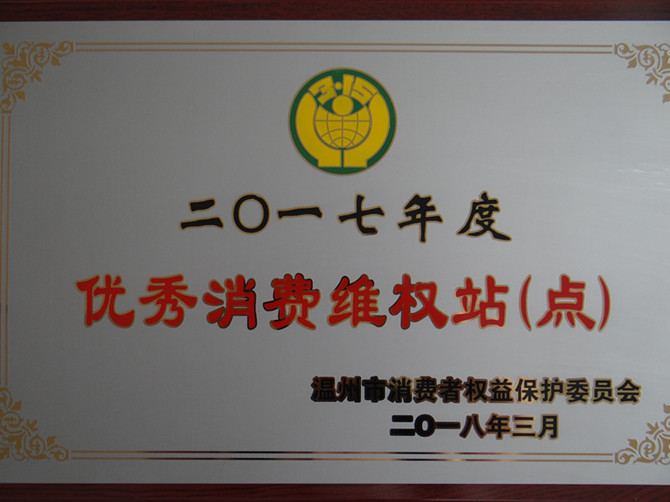 3·15
二〇一七年度
优秀消费维权站(点)
温州市消费者权益保护委员会
二〇一八年三月